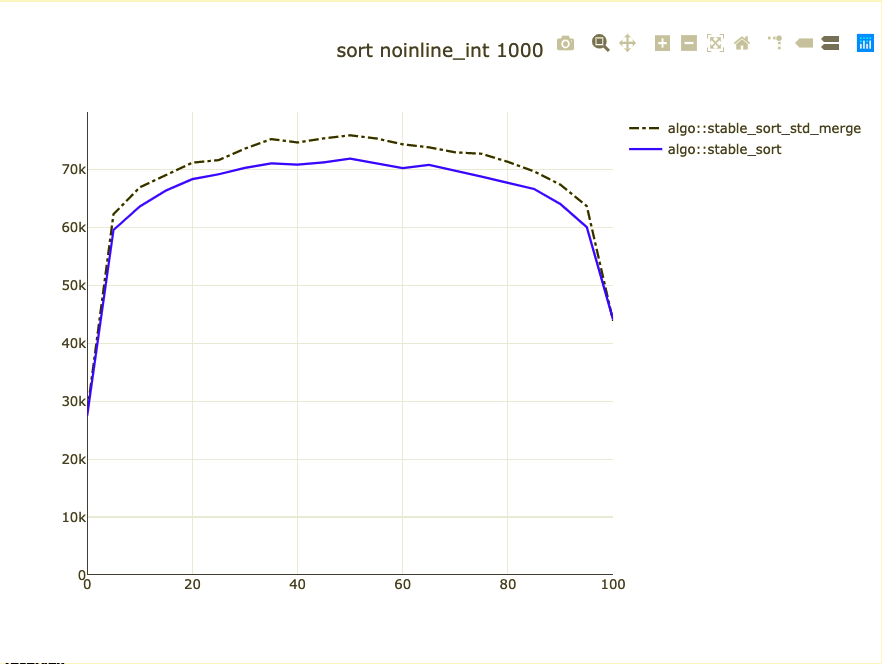 sort noinline_int 1000
algo::stable_sort_std_merge
algo::stable_sort
70k
60k
50k
40k
30k
20k
10k
0
0 20 40 60 80 100